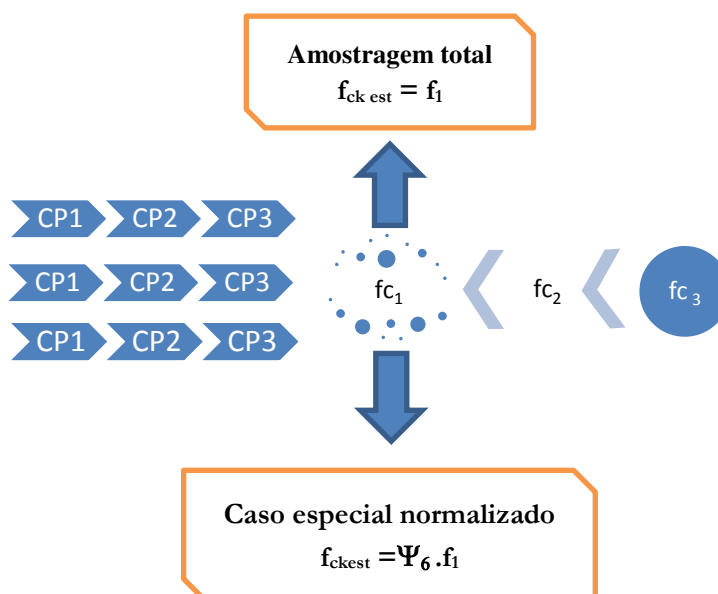 Amostragem total
fck est = f1
CP1 CP2 CP3
CP1 CP2 CP3
fc1 fc2 fc 3
CP1 CP2 CP3
Caso especial normalizado
fckest =Ψ6 .f1